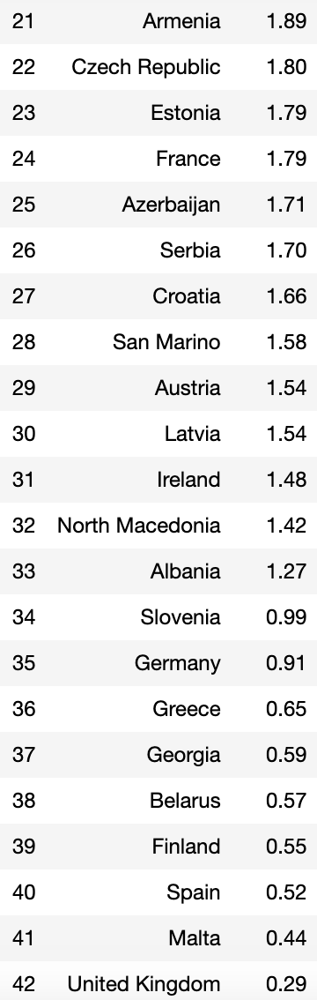 21 Armenia 1.89
22 Czech Republic 1.80
23 Estonia 1.79
24 France 1.79
25 Azerbaijan 1.71
26 Serbia 1.70
27 Croatia 1.66
28 San Marino 1.58
29 Austria 1.54
30 Latvia 1.54
31 Ireland 1.48
32 North Macedonia 1.42
33 Albania 1.27
34 Slovenia 0.99
35 Germany 0.91
36 Greece 0.65
37 Georgia 0.59
38 Belarus 0.57
39 Finland 0.55
40 Spain 0.52
41 Malta 0.44
42 United Kingdom 0.29